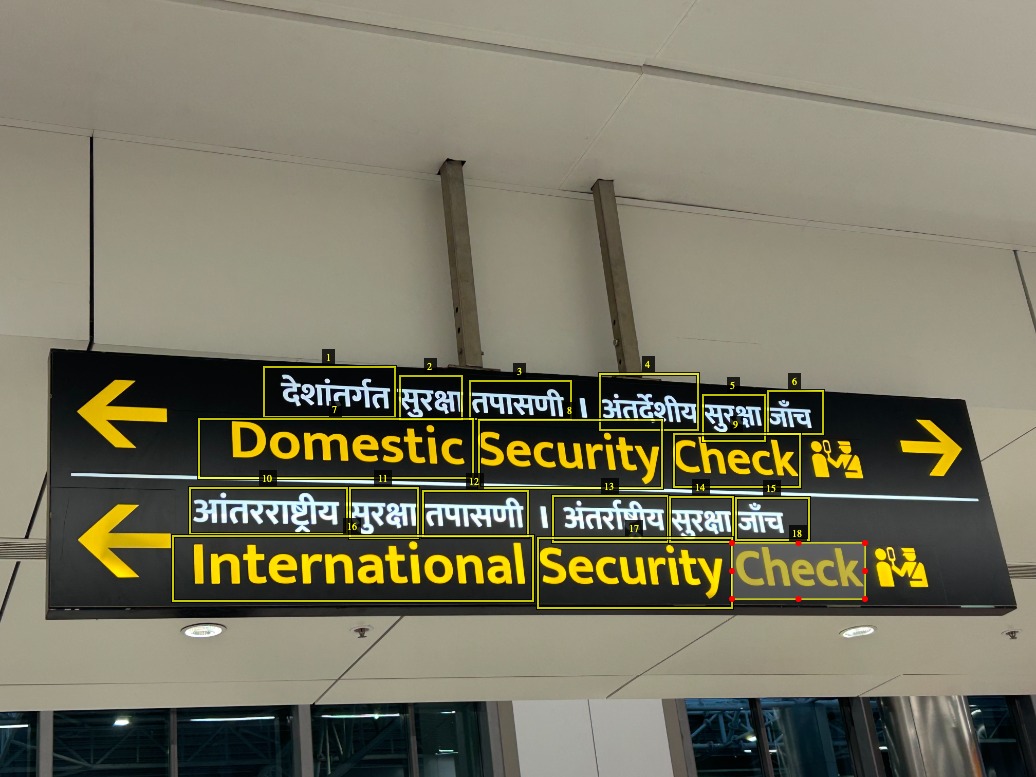 देशांतर्गत सुरक्षा तपासणी | अंतर्देशीय सुरक्षा जाँच
Domestic Security Check
आंतरराष्ट्रीय सुरक्षा तपासणी | अंतर्राष्ट्रीय सुरक्षा जाँच
International Security Check